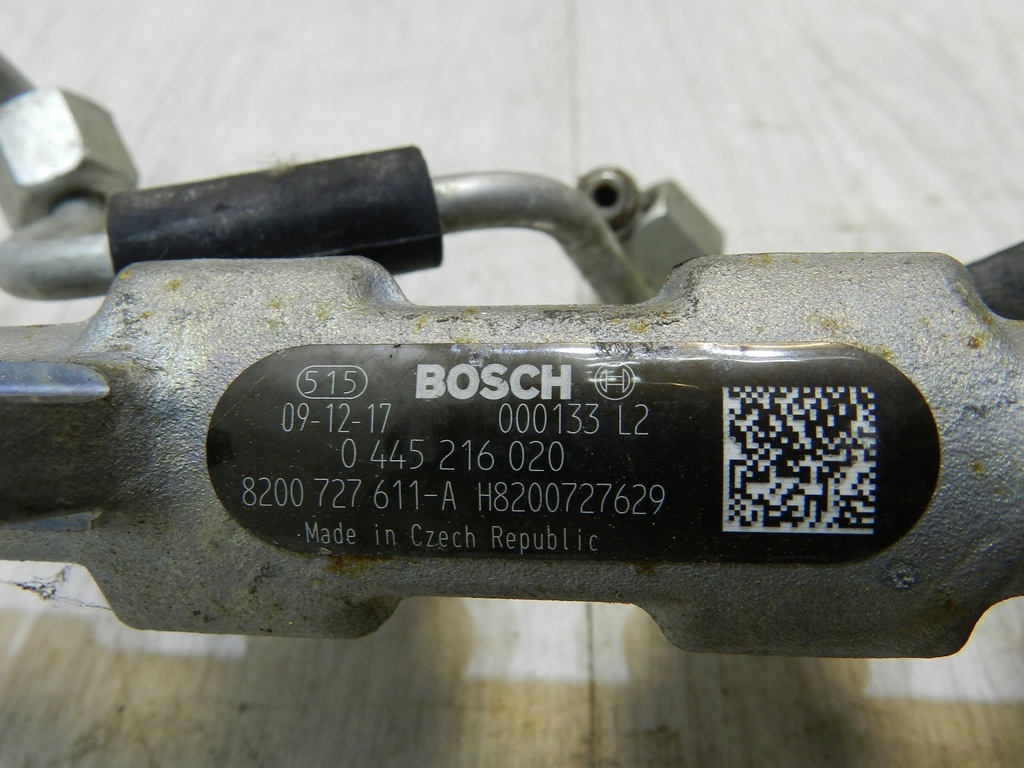 515 BOSCH
09-12-17 000133 L2
0 445 216 020
8200 727 611-A H8200727629
Made in Czech Republic